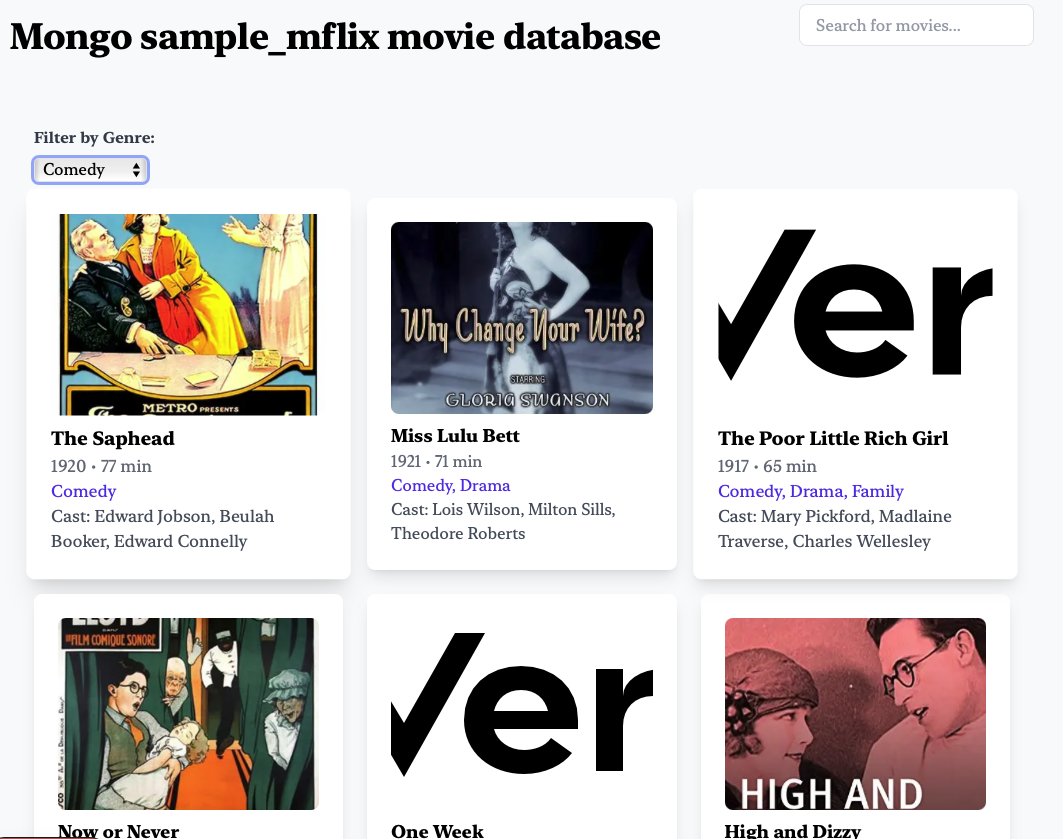 Mongo sample_mflix movie database
Search for movies...
Filter by Genre:
Comedy
METRO PRESENTS
The Saphead
1920 • 77 min
Comedy
Cast: Edward Jobson, Beulah
Booker, Edward Connelly
Why Change Your Wife?
STARRING
GLORIA SWANSON
Miss Lulu Bett
1921 • 71 min
Comedy, Drama
Cast: Lois Wilson, Milton Sills,
Theodore Roberts
Ver
The Poor Little Rich Girl
1917 • 65 min
Comedy, Drama, Family
Cast: Mary Pickford, Madlaine
Traverse, Charles Wellesley
LLOYD
FILM COMIQUE SONORE
Now or Never
Ver
One Week
HIGH AND
High and Dizzy